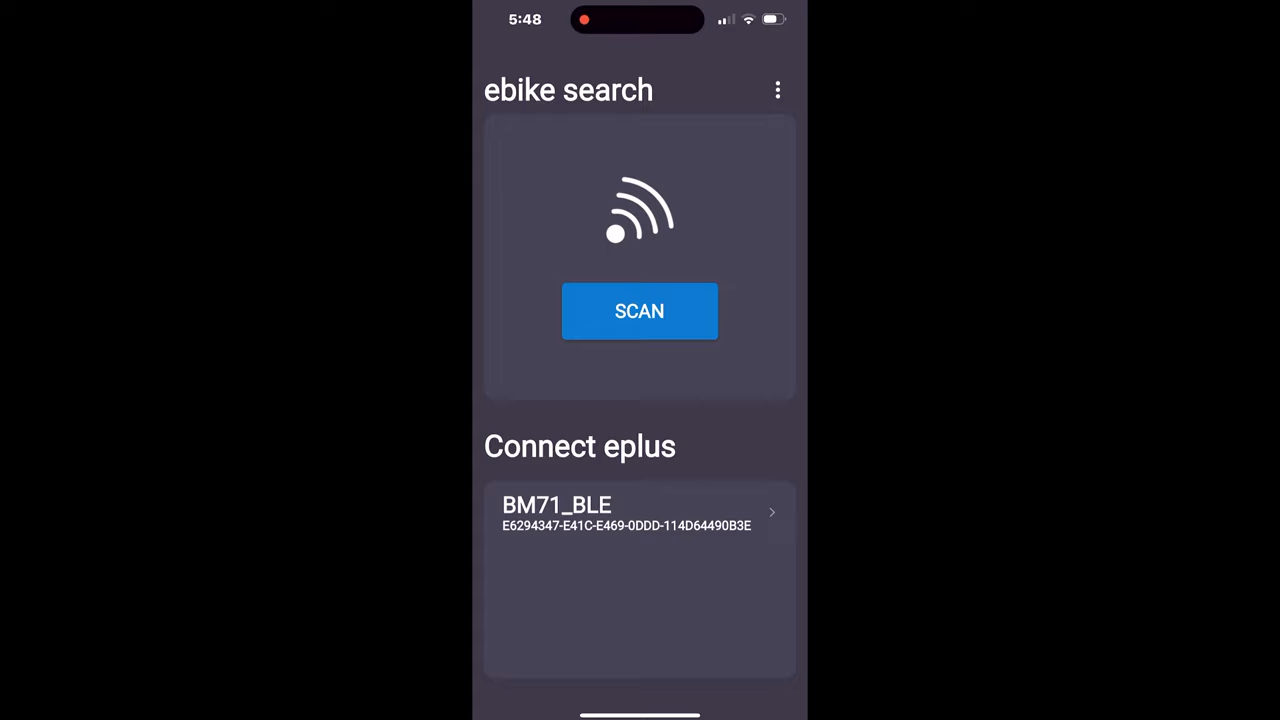 5:48
ebike search
SCAN
Connect eplus
BM71_BLE
E6294347-E41C-E469-0DDD-114D64490B3E